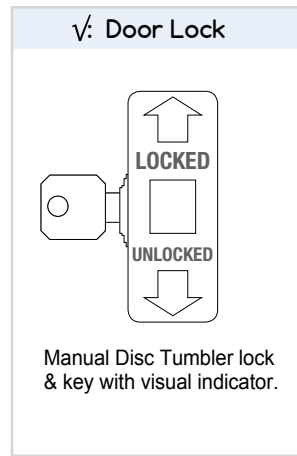 √: Door Lock
LOCKED
UNLOCKED
Manual Disc Tumbler lock
& key with visual indicator.